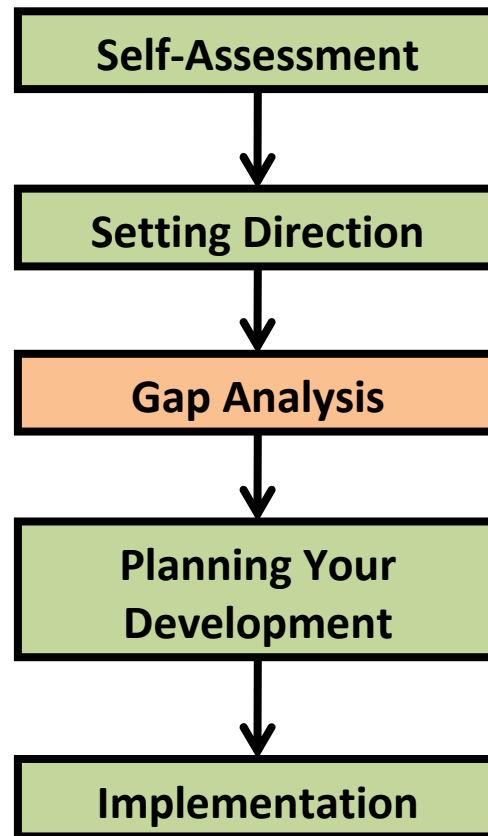 Self-Assessment
Setting Direction
Gap Analysis
Planning Your
Development
Implementation